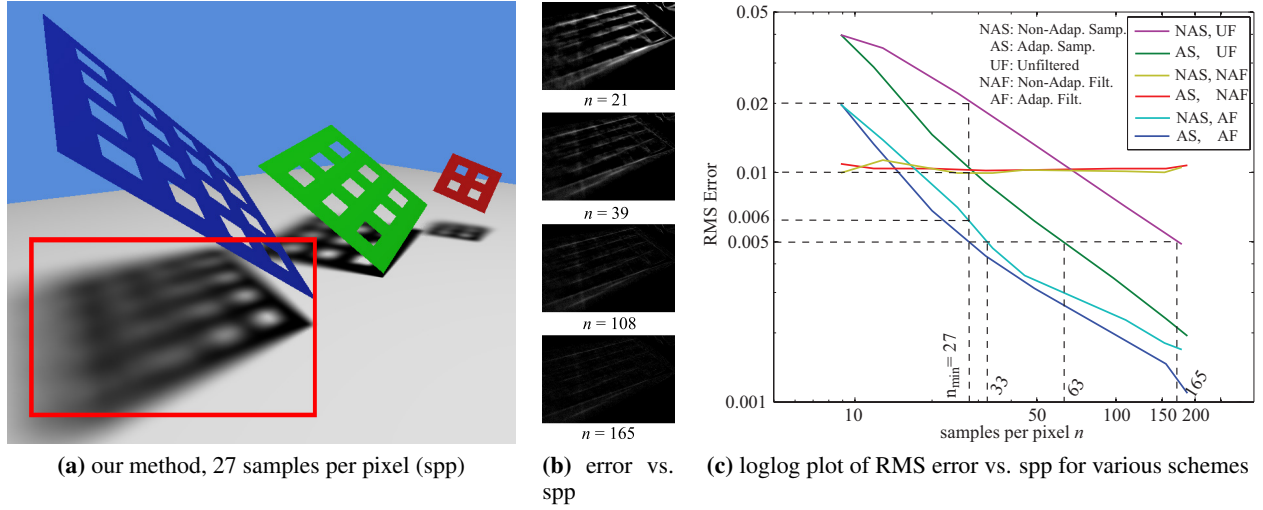 n = 21
n = 39
n = 108
n = 165
0.05
0.02
0.01
0.006
0.005
0.001
RMS Error
NAS: Non-Adap. Samp.
AS: Adap. Samp.
UF: Unfiltered
NAF: Non-Adap. Filt.
AF: Adap. Filt.
NAS, UF
AS, UF
NAS, NAF
AS, NAF
NAS, AF
AS, AF
nmin= 27
33
63
165
10 50 100 150 200
samples per pixel n
(a) our method, 27 samples per pixel (spp)
(b) error vs.
spp
(c) loglog plot of RMS error vs. spp for various schemes